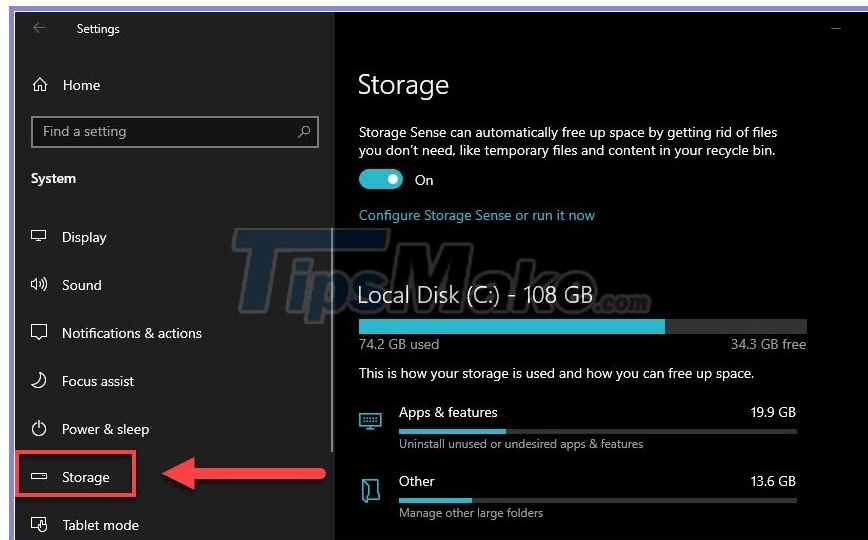 Settings
Home
Find a setting
System
Display
Sound
Notifications & actions
Focus assist
Power & sleep
Storage
Tablet mode
Storage
Storage Sense can automatically free up space by getting rid of files
you don't need, like temporary files and content in your recycle bin.
On
Configure Storage Sense or run it now
TipsMake.com
Local Disk (C:) - 108 GB
74.2 GB used
34.3 GB free
This is how your storage is used and how you can free up space.
Apps & features
19.9 GB
Uninstall unused or undesired apps & features
Other
13.6 GB
Manage other large folders